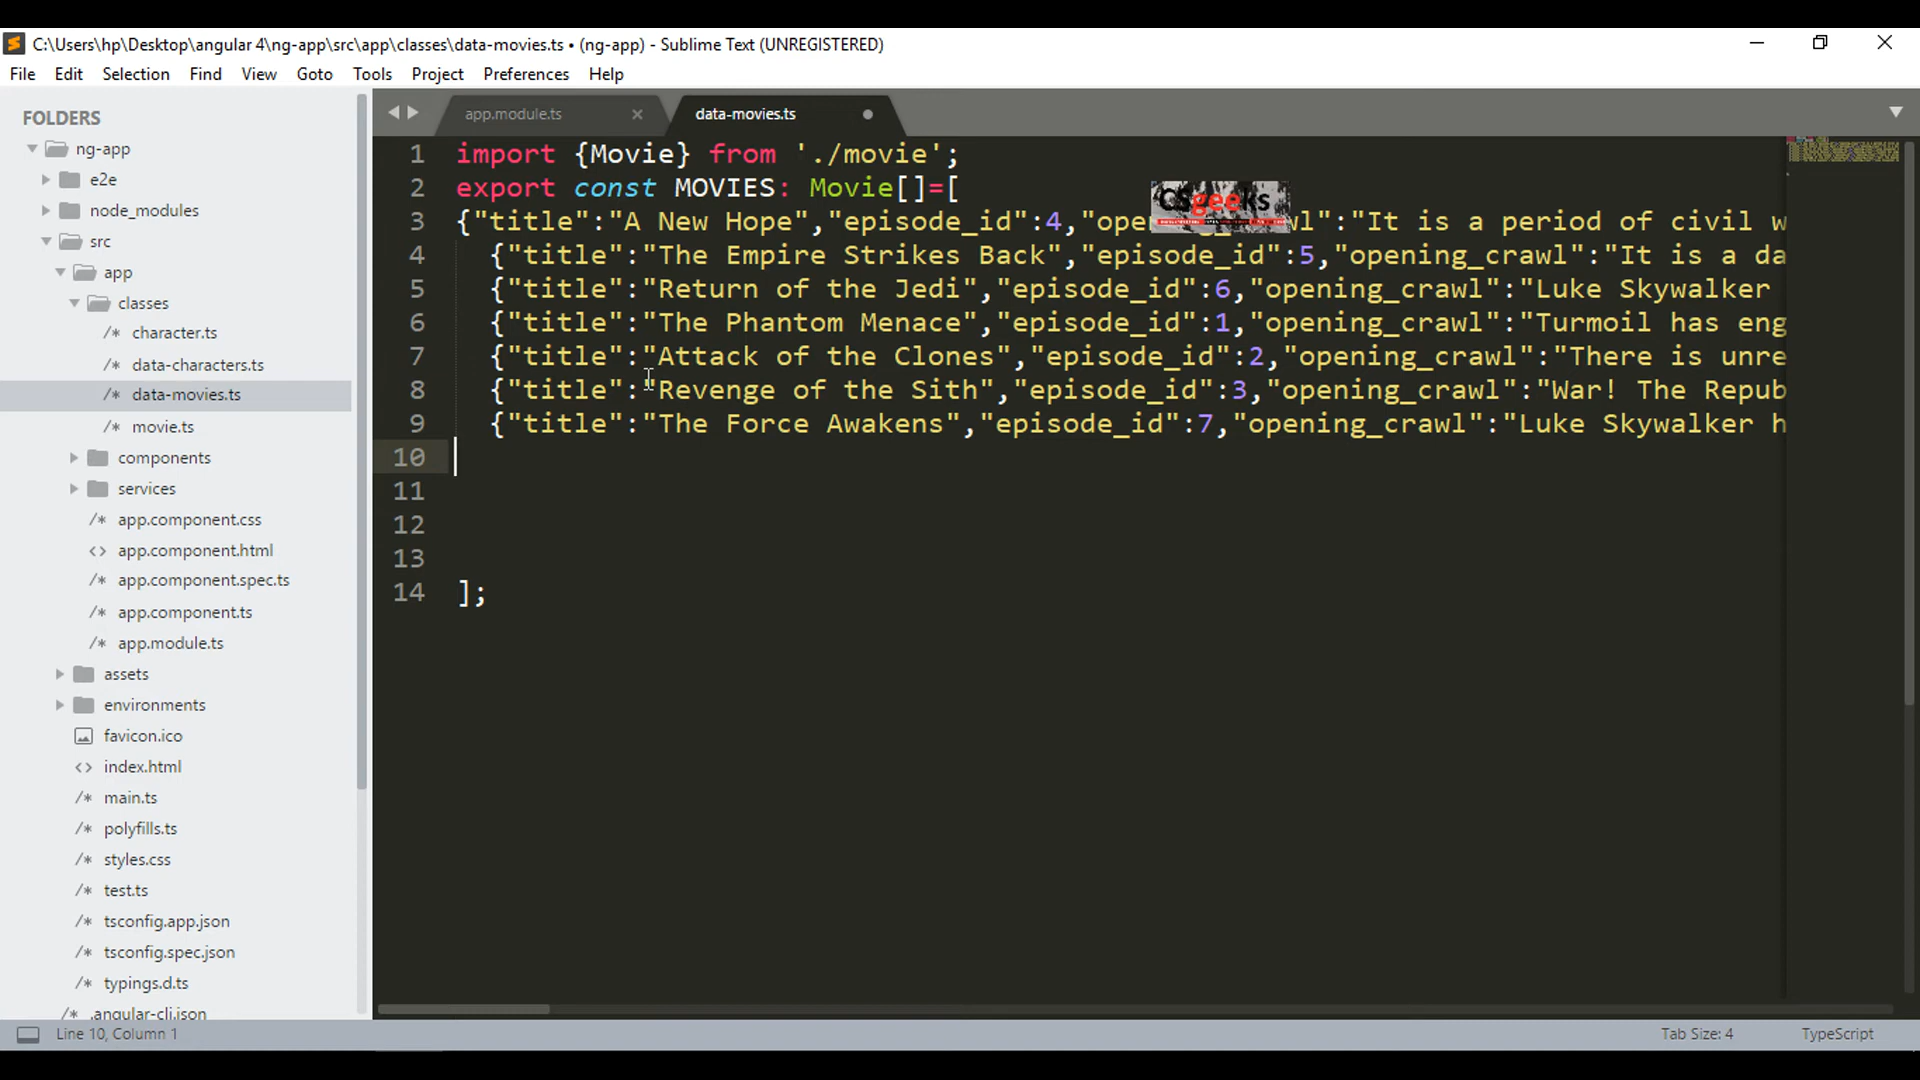 C:\Users\hp\Desktop\angular 4\ng-app\src\app\classes\data-movies.ts • (ng-app) - Sublime Text (UNREGISTERED)
File Edit Selection Find View Goto Tools Project Preferences Help
FOLDERS
ng-app
e2e
node_modules
src
app
classes
/* character.ts
/* data-characters.ts
/* data-movies.ts
/* movie.ts
components
services
/* app.component.css
<> app.component.html
/* app.component.spec.ts
/* app.component.ts
/* app.module.ts
assets
environments
favicon.ico
<> index.html
/* main.ts
/* polyfills.ts
/* styles.css
/* test.ts
/* tsconfig.app.json
/* tsconfig.spec.json
/* typings.d.ts
/* .angular-cli.json
app.module.ts × data-movies.ts
1 import {Movie} from './movie';
2 export const MOVIES: Movie[]=[
CSgeeks
3 {"title":"A New Hope","episode_id":4,"ope wl":"It is a period of civil w
4 {"title":"The Empire Strikes Back","episode_id":5,"opening_crawl":"It is a da
5 {"title":"Return of the Jedi","episode_id":6,"opening_crawl":"Luke Skywalker
6 {"title":"The Phantom Menace","episode_id":1,"opening_crawl":"Turmoil has eng
7 {"title":"Attack of the Clones","episode_id":2,"opening_crawl":"There is unre
8 {"title":"Revenge of the Sith","episode_id":3,"opening_crawl":"War! The Repub
9 {"title":"The Force Awakens","episode_id":7,"opening_crawl":"Luke Skywalker h
10
11
12
13
14 ];
Line 10, Column 1 Tab Size: 4 TypeScript